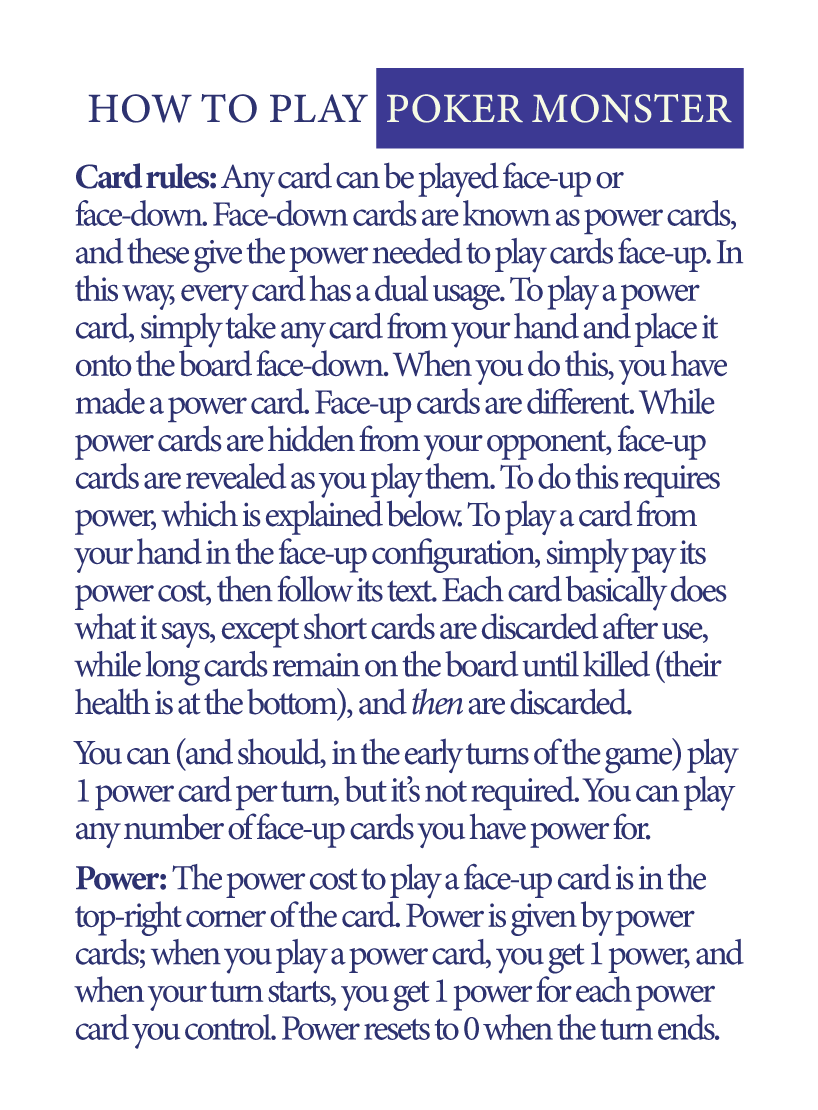 HOW TO PLAY POKER MONSTER
Card rules: Any card can be played face-up or
face-down. Face-down cards are known as power cards,
and these give the power needed to play cards face-up. In
this way, every card has a dual usage. To play a power
card, simply take any card from your hand and place it
onto the board face-down. When you do this, you have
made a power card. Face-up cards are different. While
power cards are hidden from your opponent, face-up
cards are revealed as you play them. To do this requires
power, which is explained below. To play a card from
your hand in the face-up configuration, simply pay its
power cost, then follow its text. Each card basically does
what it says, except short cards are discarded after use,
while long cards remain on the board until killed (their
health is at the bottom), and then are discarded.
You can (and should, in the early turns of the game) play
1 power card per turn, but it’s not required. You can play
any number of face-up cards you have power for.
Power: The power cost to play a face-up card is in the
top-right corner of the card. Power is given by power
cards; when you play a power card, you get 1 power, and
when your turn starts, you get 1 power for each power
card you control. Power resets to 0 when the turn ends.